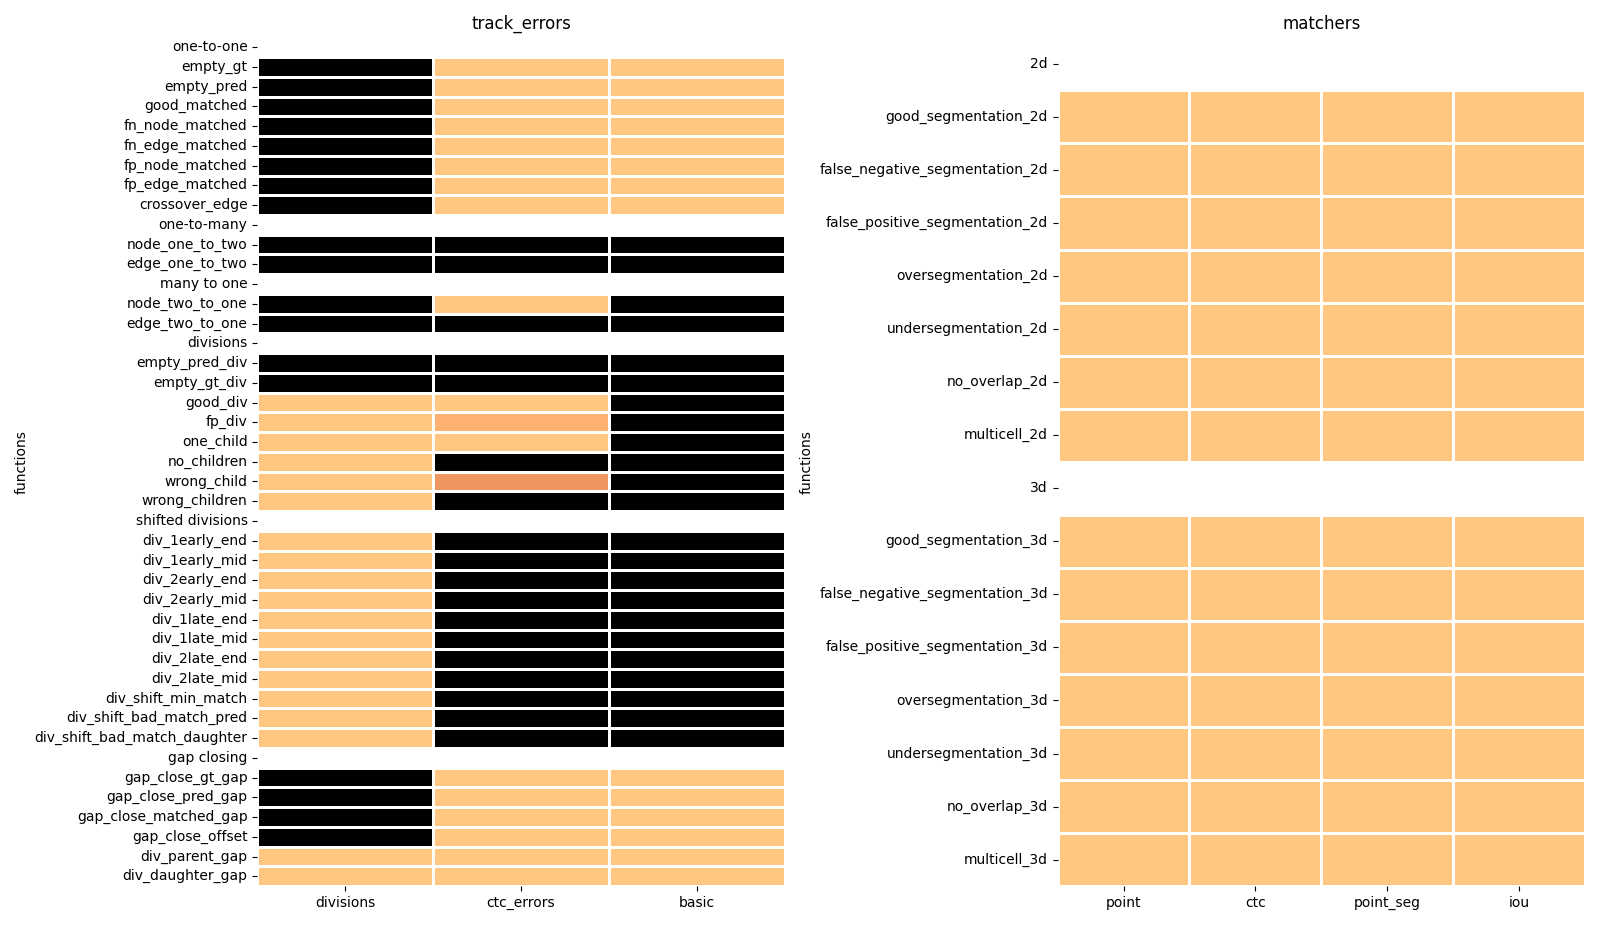 track_errors
functions
one-to-one
empty_gt
empty_pred
good_matched
fn_node_matched
fn_edge_matched
fp_node_matched
fp_edge_matched
crossover_edge
one-to-many
node_one_to_two
edge_one_to_two
many to one
node_two_to_one
edge_two_to_one
divisions
empty_pred_div
empty_gt_div
good_div
fp_div
one_child
no_children
wrong_child
wrong_children
shifted divisions
div_1early_end
div_1early_mid
div_2early_end
div_2early_mid
div_1late_end
div_1late_mid
div_2late_end
div_2late_mid
div_shift_min_match
div_shift_bad_match_pred
div_shift_bad_match_daughter
gap closing
gap_close_gt_gap
gap_close_pred_gap
gap_close_matched_gap
gap_close_offset
div_parent_gap
div_daughter_gap
divisions
ctc_errors
basic
matchers
functions
2d
good_segmentation_2d
false_negative_segmentation_2d
false_positive_segmentation_2d
oversegmentation_2d
undersegmentation_2d
no_overlap_2d
multicell_2d
3d
good_segmentation_3d
false_negative_segmentation_3d
false_positive_segmentation_3d
oversegmentation_3d
undersegmentation_3d
no_overlap_3d
multicell_3d
point
ctc
point_seg
iou